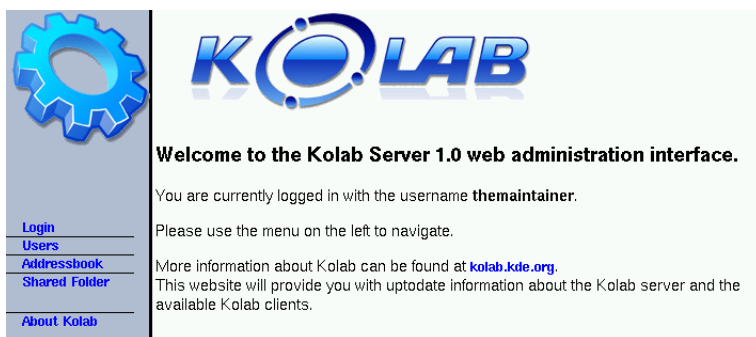 KOLAB
Welcome to the Kolab Server 1.0 web administration interface.
You are currently logged in with the username themaintainer.
Login
Please use the menu on the left to navigate.
Users
Addressbook
More information about Kolab can be found at kolab.kde.org.
Shared Folder
This website will provide you with uptodate information about the Kolab server and the
available Kolab clients.
About Kolab